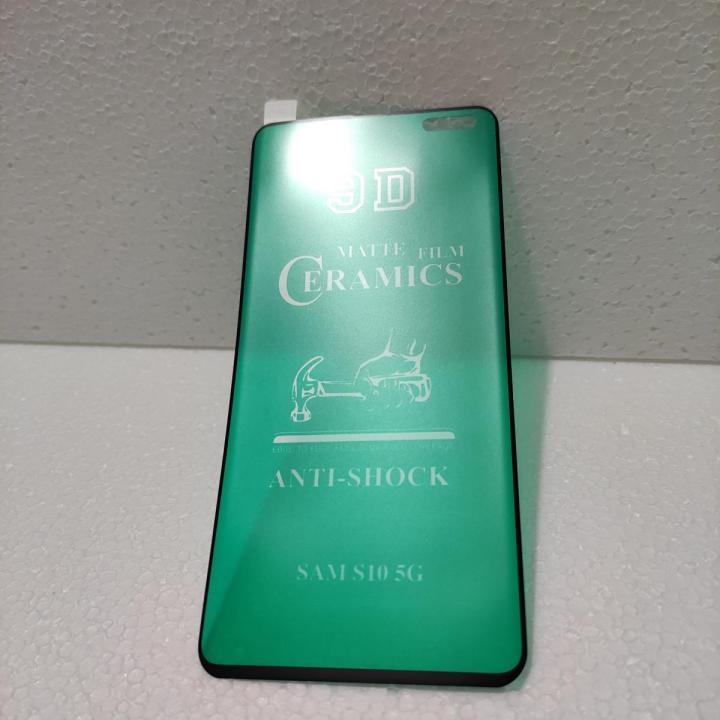 9D
MATTE FILM
CERAMICS
ANTI-SHOCK
SAM S10 5G